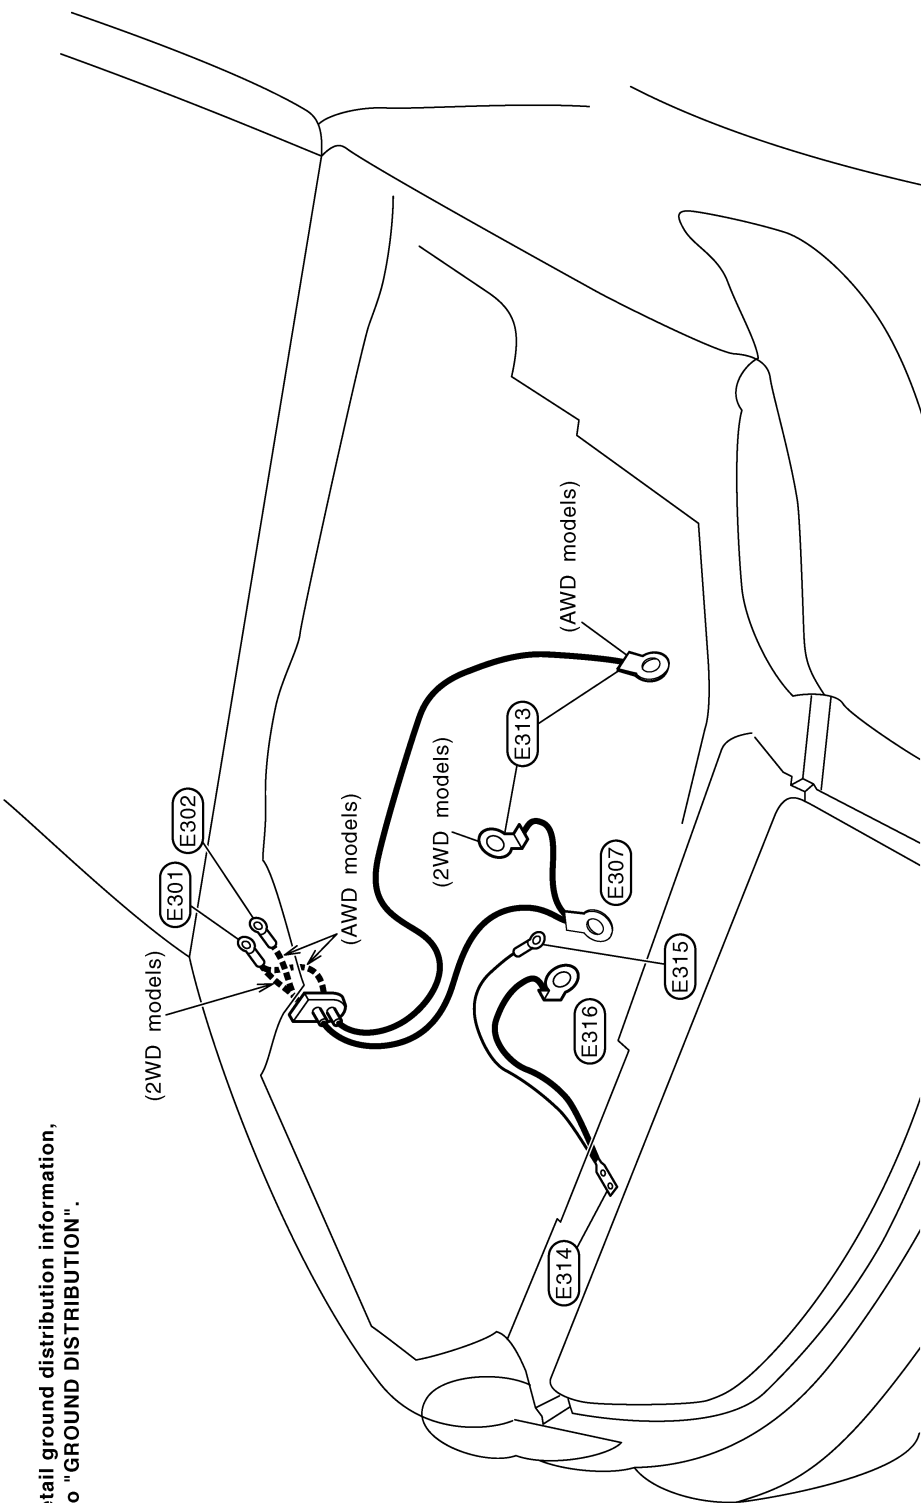 etail ground distribution information,
o "GROUND DISTRIBUTION".
(2WD models)
E301
E302
(AWD models)
(2WD models)
E313
(AWD models)
E307
E315
E316
E314